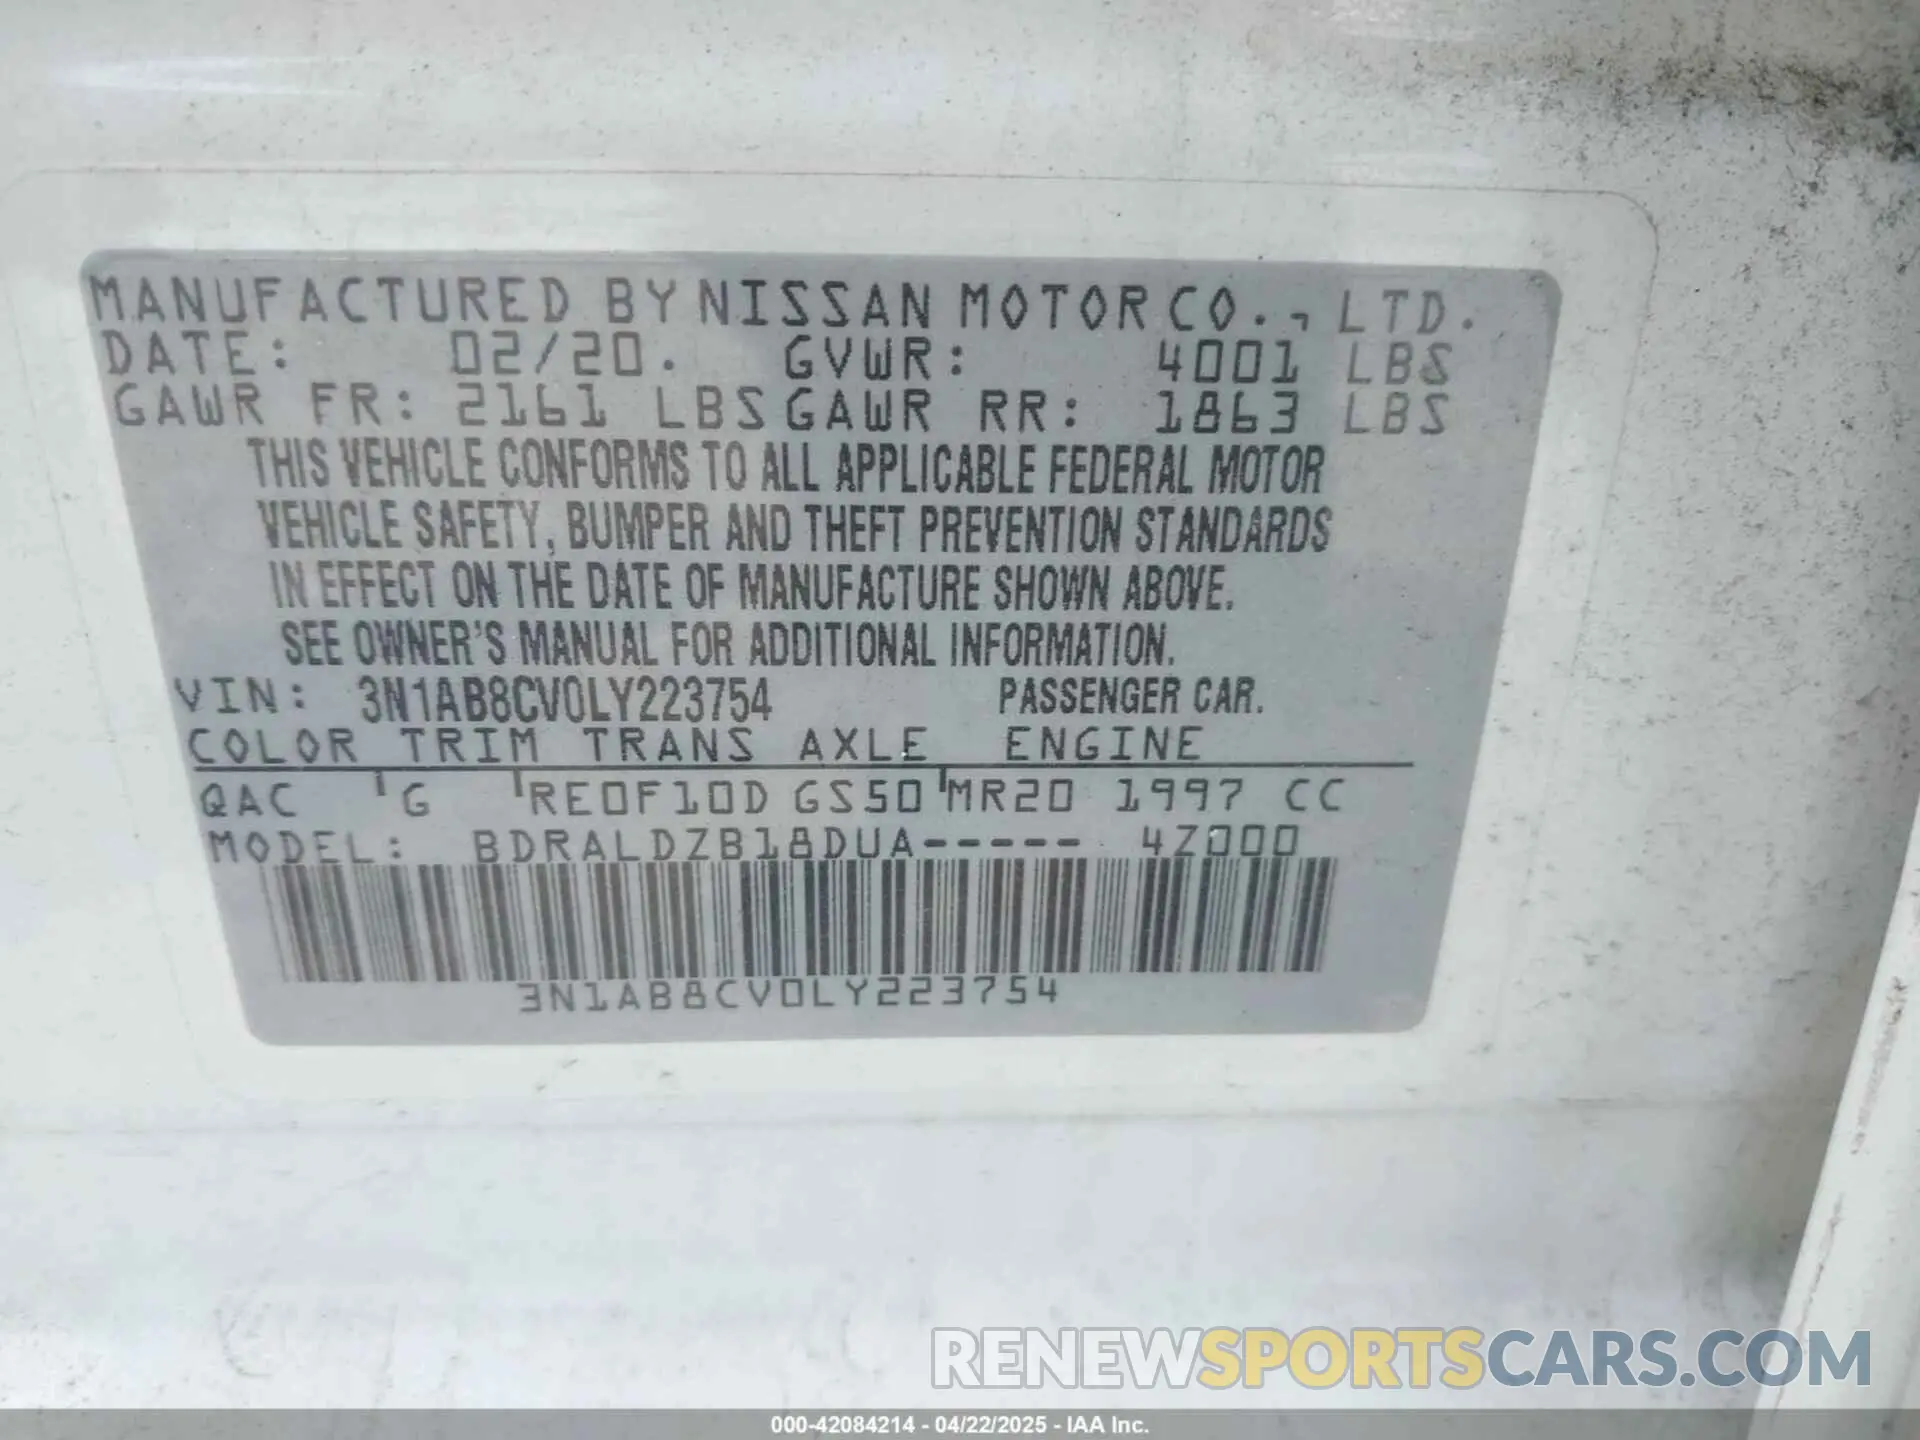 MANUFACTURED BY NISSAN MOTOR CO., LTD.
DATE: 02/20. GVWR: 4001 LBS
GAWR FR: 2161 LBS GAWR RR: 1863 LBS
THIS VEHICLE CONFORMS TO ALL APPLICABLE FEDERAL MOTOR
VEHICLE SAFETY, BUMPER AND THEFT PREVENTION STANDARDS
IN EFFECT ON THE DATE OF MANUFACTURE SHOWN ABOVE.
SEE OWNER'S MANUAL FOR ADDITIONAL INFORMATION.
VIN: 3N1AB8CV0LY223754 PASSENGER CAR.
COLOR TRIM TRANS AXLE ENGINE
QAC G RE0F10D GS50 MR20 1997 CC
MODEL: BDRALDZB18DUA----- 4Z000
3N1AB8CV0LY223754
RENEWSPORTSCARS.COM
000-42084214 - 04/22/2025 - IAA Inc.